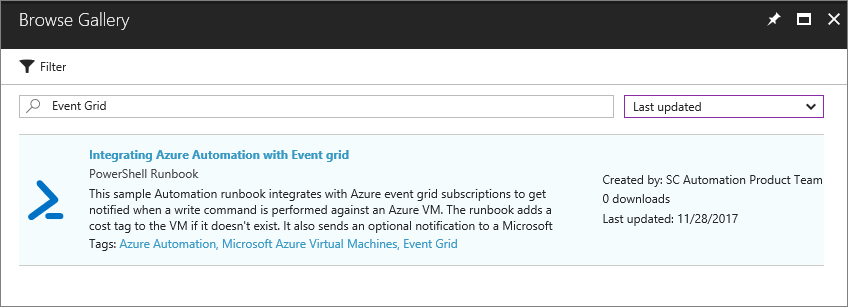 Browse Gallery
Filter
Event Grid
Last updated
Integrating Azure Automation with Event grid
PowerShell Runbook
This sample Automation runbook integrates with Azure event grid subscriptions to get
notified when a write command is performed against an Azure VM. The runbook adds a
cost tag to the VM if it doesn't exist. It also sends an optional notification to a Microsoft
Tags: Azure Automation, Microsoft Azure Virtual Machines, Event Grid
Created by: SC Automation Product Team
0 downloads
Last updated: 11/28/2017